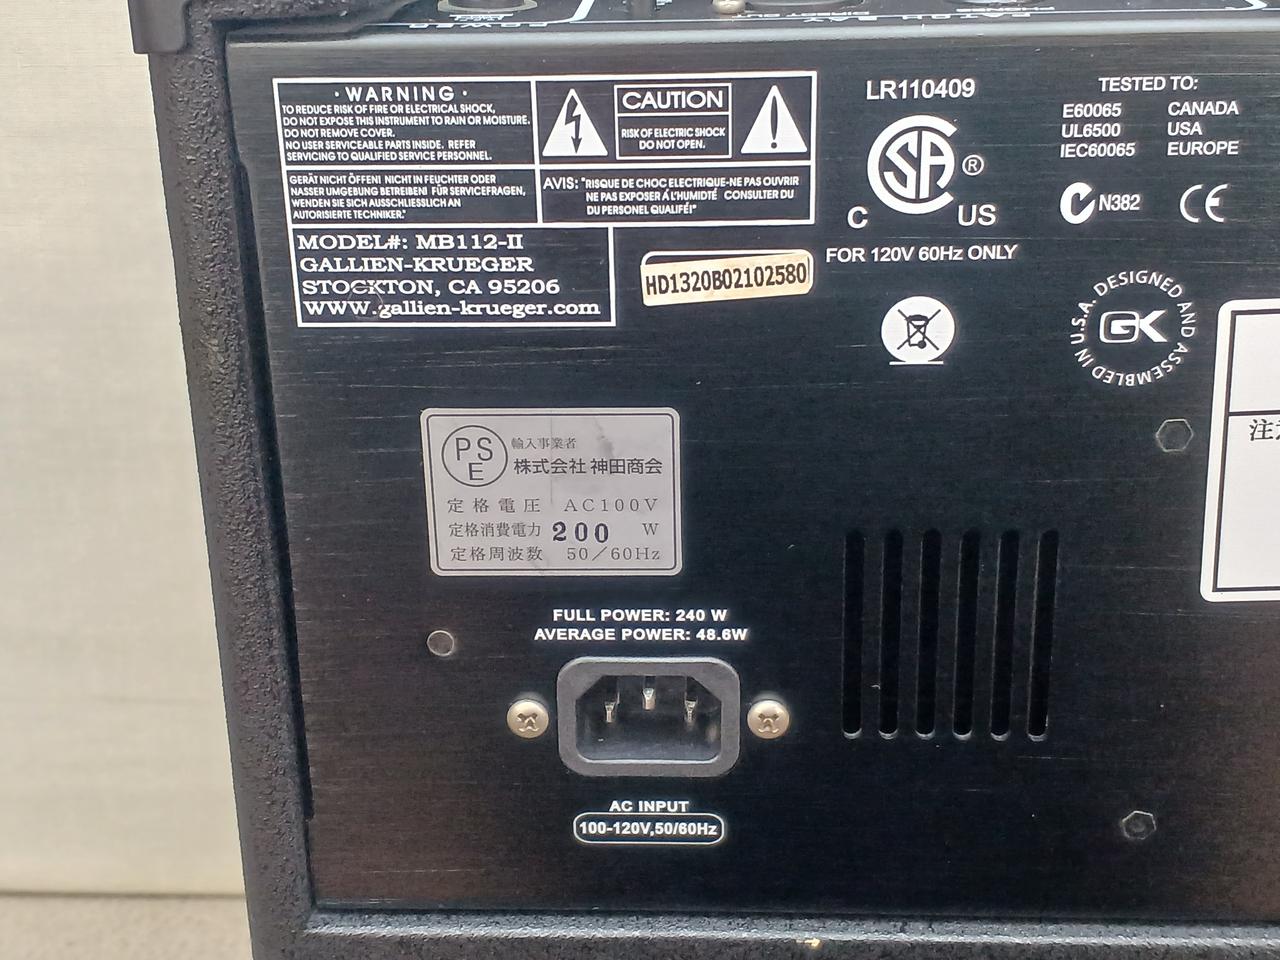 POWER
DIRECT OUT
· WARNING ·
TO REDUCE RISK OF FIRE OR ELECTRICAL SHOCK,
DO NOT EXPOSE THIS INSTRUMENT TO RAIN OR MOISTURE.
DO NOT REMOVE COVER.
NO USER SERVICEABLE PARTS INSIDE. REFER
SERVICING TO QUALIFIED SERVICE PERSONNEL.
CAUTION
RISK OF ELECTRIC SHOCK
DO NOT OPEN.
GERÄT NICHT ÖFFEN! NICHT IN FEUCHTER ODER
NASSER UMGEBUNG BETREIBEN! FÜR SERVICEFRAGEN,
WENDEN SIE SICH AUSSCHLIESSLICH AN
AUTORISIERTE TECHNIKER."
AVIS: "RISQUE DE CHOC ELECTRIQUE-NE PAS OUVRIR
NE PAS EXPOSER À L'HUMIDITÉ CONSULTER DU
DU PERSONEL QUALIFÉ!"
MODEL#: MB112-II
GALLIEN-KRUEGER
STOCKTON, CA 95206
WWW.gallien-krueger.com
HD1320B02102580
LR110409
SA ®
C US
FOR 120V 60Hz ONLY
TESTED TO:
E60065 CANADA
UL6500 USA
IEC60065 EUROPE
N382 CE
DESIGNED AND ASSEMBLED IN U.S.A.
GK
PSE
輸入事業者
株式会社 神田商会
定格電圧 AC100V
定格消費電力 200 W
定格周波数 50/60Hz
FULL POWER: 240 W
AVERAGE POWER: 48.6W
AC INPUT
100-120V,50/60Hz